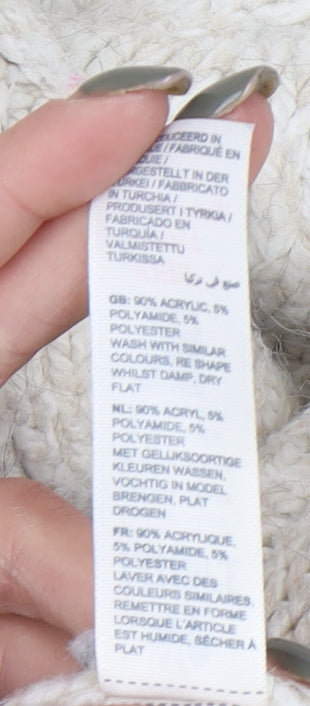 DUCEERD IN
/ FABRIQUÉ EN
QUIE /
RGESTELLT IN DER
TÜRKEI / FABBRICATO
IN TURCHIA /
PRODUSERT I TYRKIA /
FABRICADO EN
TURQUÍA /
VALMISTETTU
TURKISSA
صنع في تركيا
GB: 90% ACRYLIC, 5%
POLYAMIDE, 5%
POLYESTER
WASH WITH SIMILAR
COLOURS, RE SHAPE
WHILST DAMP, DRY
FLAT
NL: 90% ACRYL, 5%
POLYAMIDE, 5%
POLYESTER
MET GELIJKSOORTIGE
KLEUREN WASSEN,
VOCHTIG IN MODEL
BRENGEN, PLAT
DROGEN
FR: 90% ACRYLIQUE,
5% POLYAMIDE, 5%
POLYESTER
LAVER AVEC DES
COULEURS SIMILAIRES.
REMETTRE EN FORME
LORSQUE L'ARTICLE
EST HUMIDE, SÉCHER À
PLAT